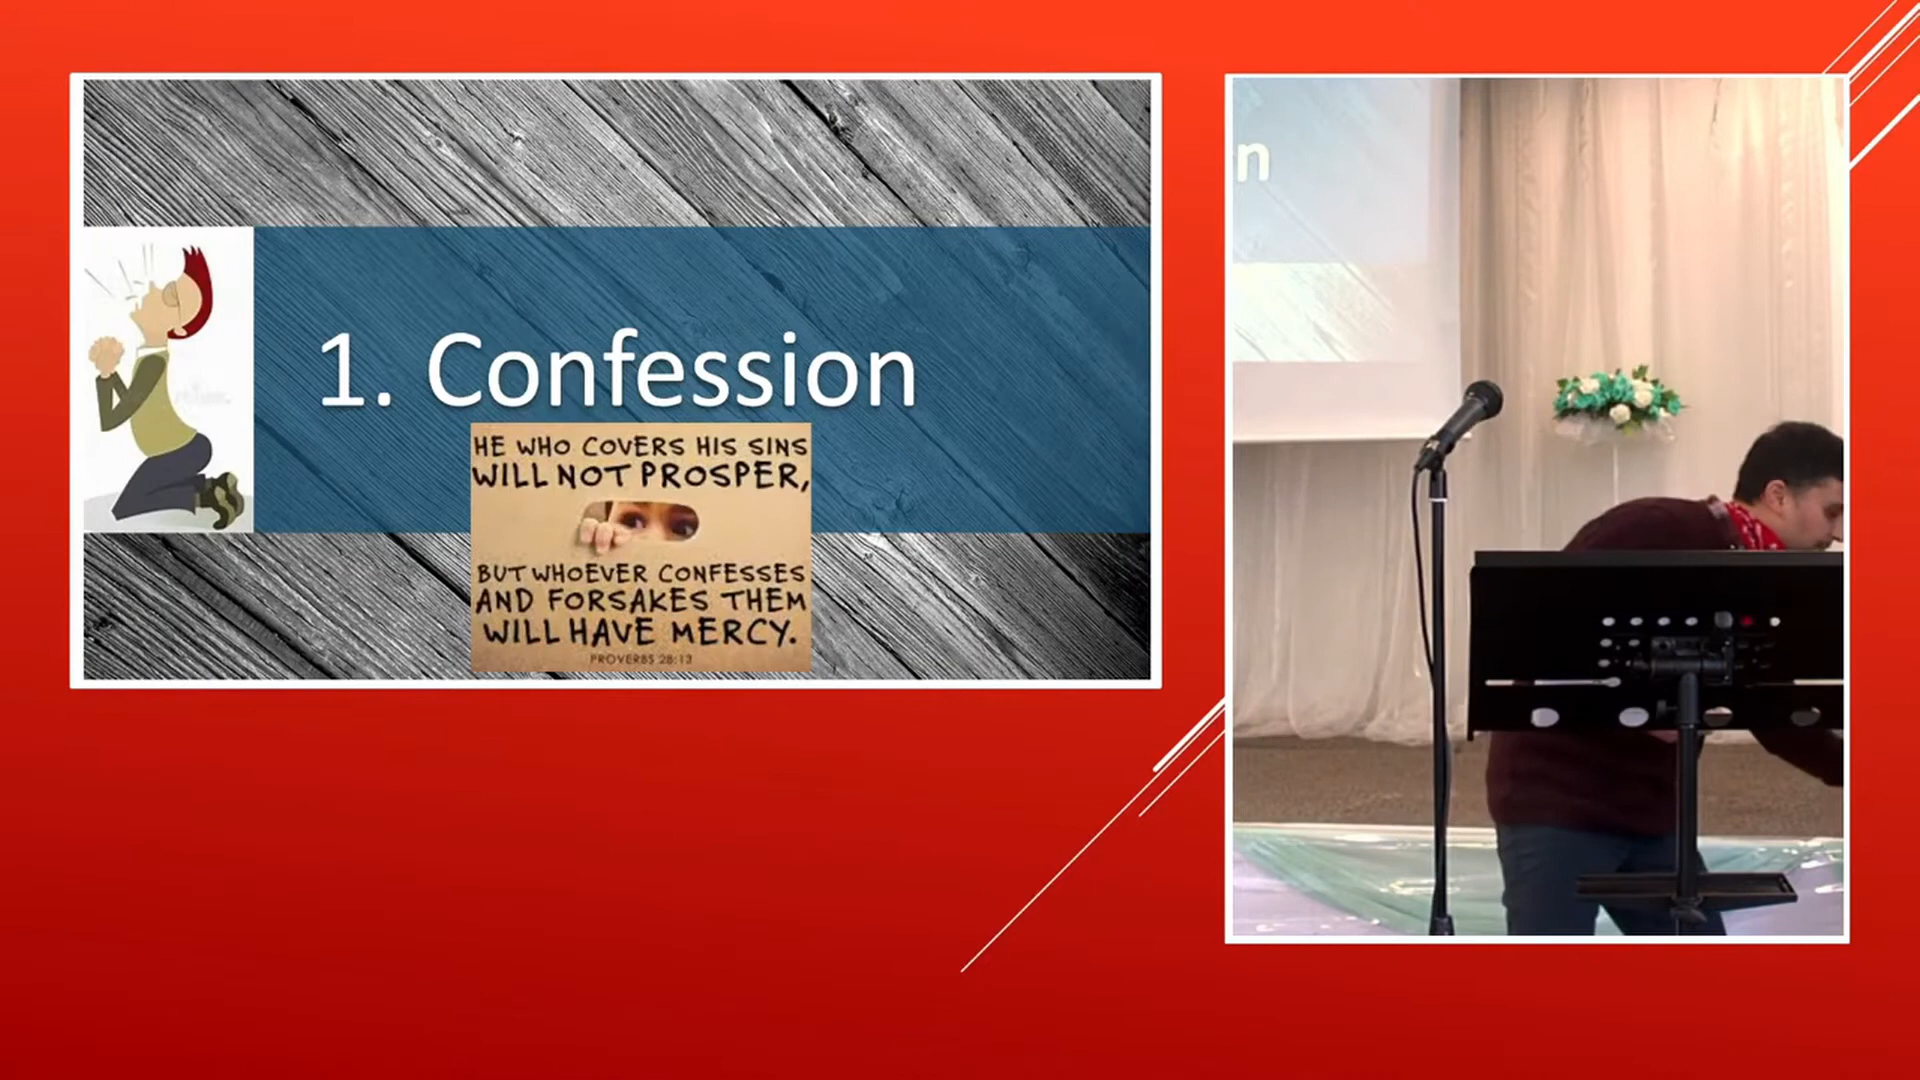 1. Confession
HE WHO COVERS HIS SINS
WILL NOT PROSPER,
BUT WHOEVER CONFESSES
AND FORSAKES THEM
WILL HAVE MERCY.
PROVERBS 28:13
n